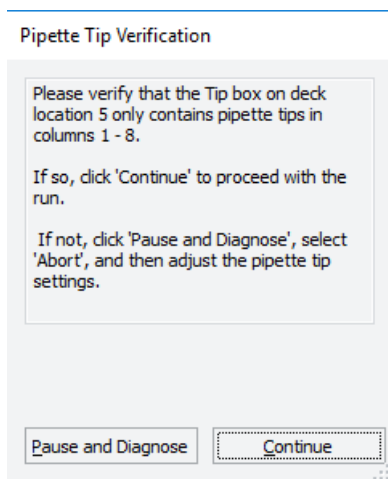 Pipette Tip Verification
Please verify that the Tip box on deck
location 5 only contains pipette tips in
columns 1 - 8.
If so, click 'Continue' to proceed with the
run.
If not, click 'Pause and Diagnose', select
'Abort', and then adjust the pipette tip
settings.
Pause and Diagnose
Continue